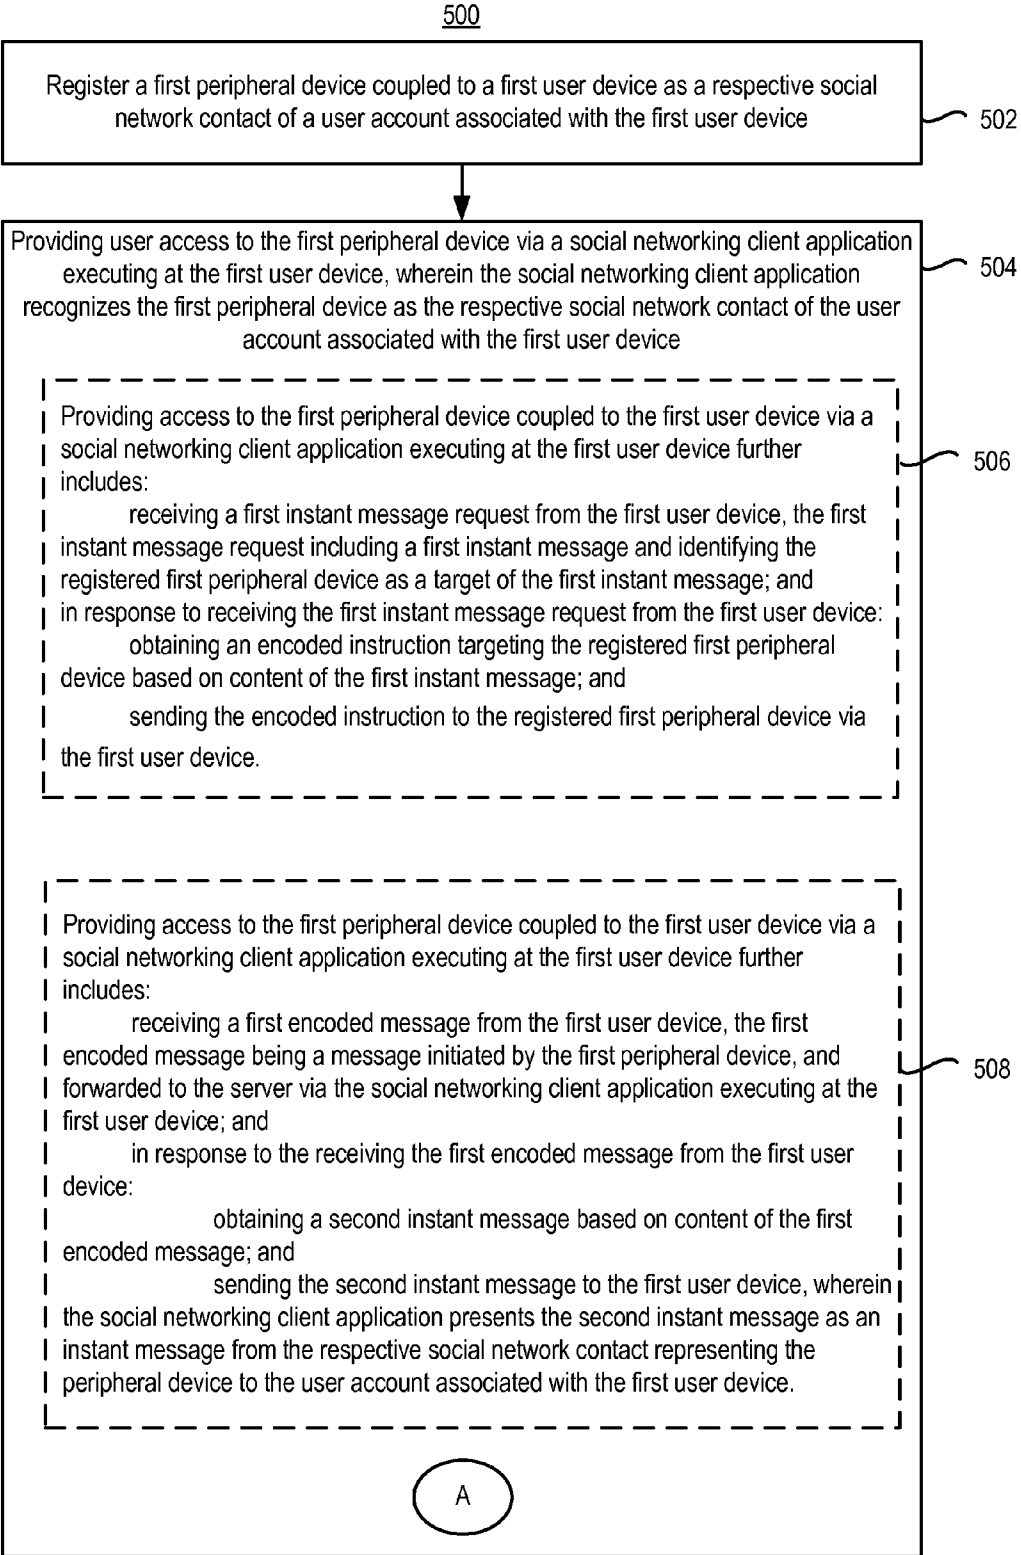 500
Register a first peripheral device coupled to a first user device as a respective social
network contact of a user account associated with the first user device
502
Providing user access to the first peripheral device via a social networking client application
executing at the first user device, wherein the social networking client application
recognizes the first peripheral device as the respective social network contact of the user
account associated with the first user device
504
Providing access to the first peripheral device coupled to the first user device via a
social networking client application executing at the first user device further
includes:
receiving a first instant message request from the first user device, the first
instant message request including a first instant message and identifying the
registered first peripheral device as a target of the first instant message; and
in response to receiving the first instant message request from the first user device:
obtaining an encoded instruction targeting the registered first peripheral
device based on content of the first instant message; and
sending the encoded instruction to the registered first peripheral device via
the first user device.
506
Providing access to the first peripheral device coupled to the first user device via a
social networking client application executing at the first user device further
includes:
receiving a first encoded message from the first user device, the first
encoded message being a message initiated by the first peripheral device, and
forwarded to the server via the social networking client application executing at the
first user device; and
in response to the receiving the first encoded message from the first user
device:
obtaining a second instant message based on content of the first
encoded message; and
sending the second instant message to the first user device, wherein
the social networking client application presents the second instant message as an
instant message from the respective social network contact representing the
peripheral device to the user account associated with the first user device.
508
A